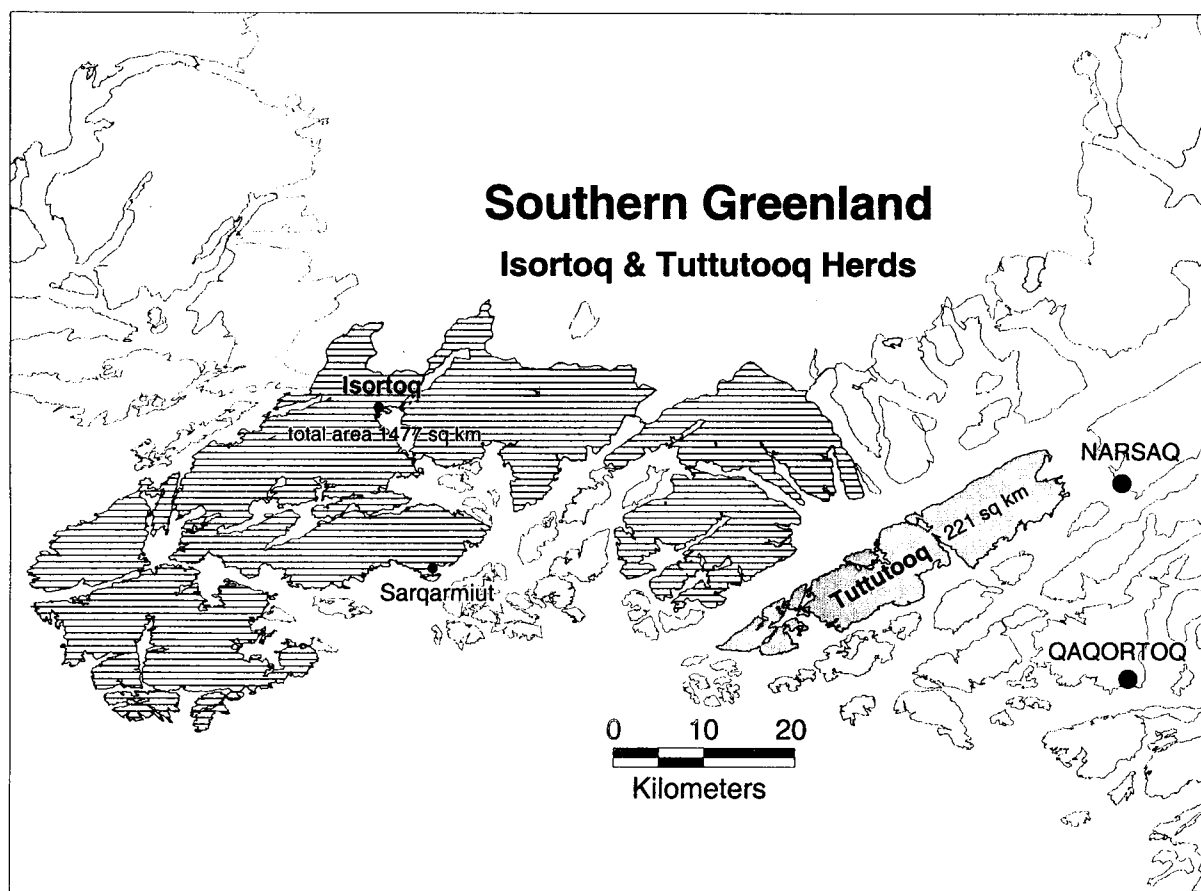 Southern Greenland
Isortoq & Tuttutooq Herds
Isortoq
total area 1477 sq km
NARSAQ
221 sq km
Tuttutooq
Sarqarmiut
QAQORTOQ
0 10 20
Kilometers